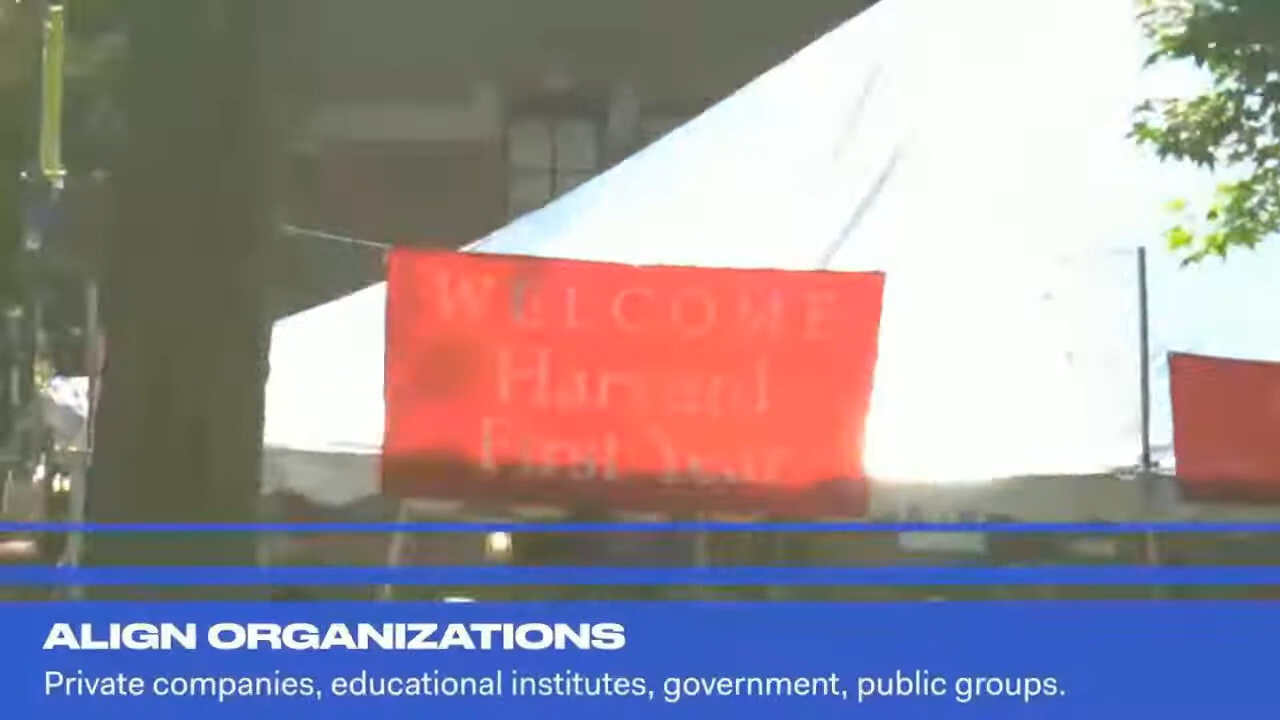 WELCOME
Harvard
First Year
ALIGN ORGANIZATIONS
Private companies, educational institutes, government, public groups.